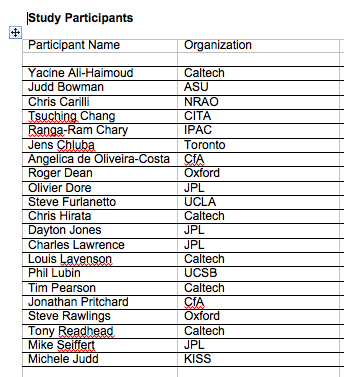 Study Participants
Participant Name Organization
Yacine Ali-Haimoud Caltech
Judd Bowman ASU
Chris Carilli NRAO
Tsuching Chang CITA
Ranga-Ram Chary IPAC
Jens Chluba Toronto
Angelica de Oliveira-Costa CfA
Roger Dean Oxford
Olivier Dore JPL
Steve Furlanetto UCLA
Chris Hirata Caltech
Dayton Jones JPL
Charles Lawrence JPL
Louis Lavenson Caltech
Phil Lubin UCSB
Tim Pearson Caltech
Jonathan Pritchard CfA
Steve Rawlings Oxford
Tony Readhead Caltech
Mike Seiffert JPL
Michele Judd KISS